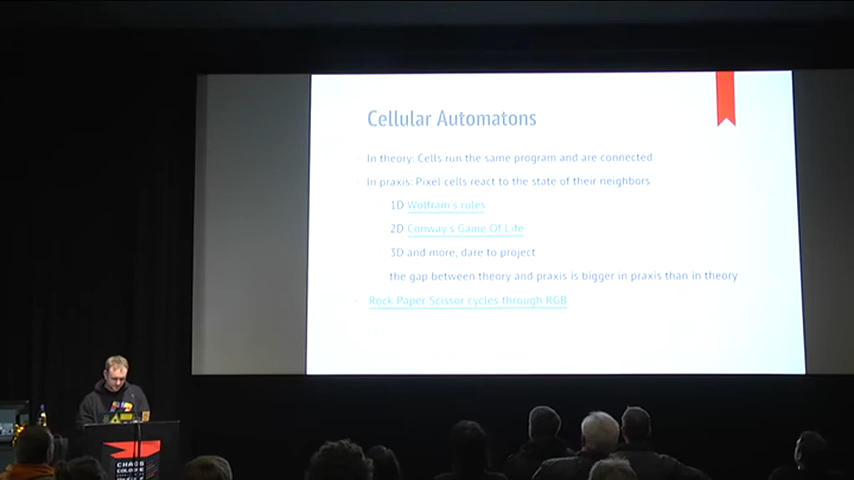 Cellular Automatons
In theory: Cells run the same program and are connected
In praxis: Pixel cells react to the state of their neighbors
1D Wolfram's rules
2D Conway's Game Of Life
3D and more, dare to project
the gap between theory and praxis is bigger in praxis than in theory
Rock Paper Scissor cycles through RGB
CHAOS
COLOGNE